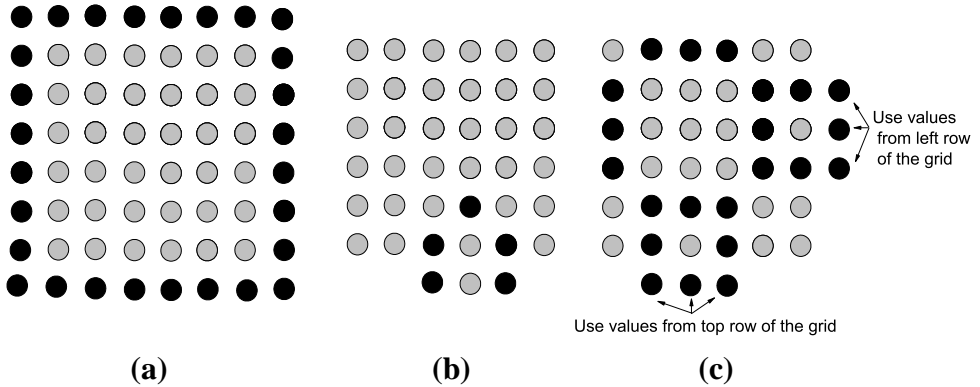 Use values
from left row
of the grid
Use values from top row of the grid
(a)
(b)
(c)